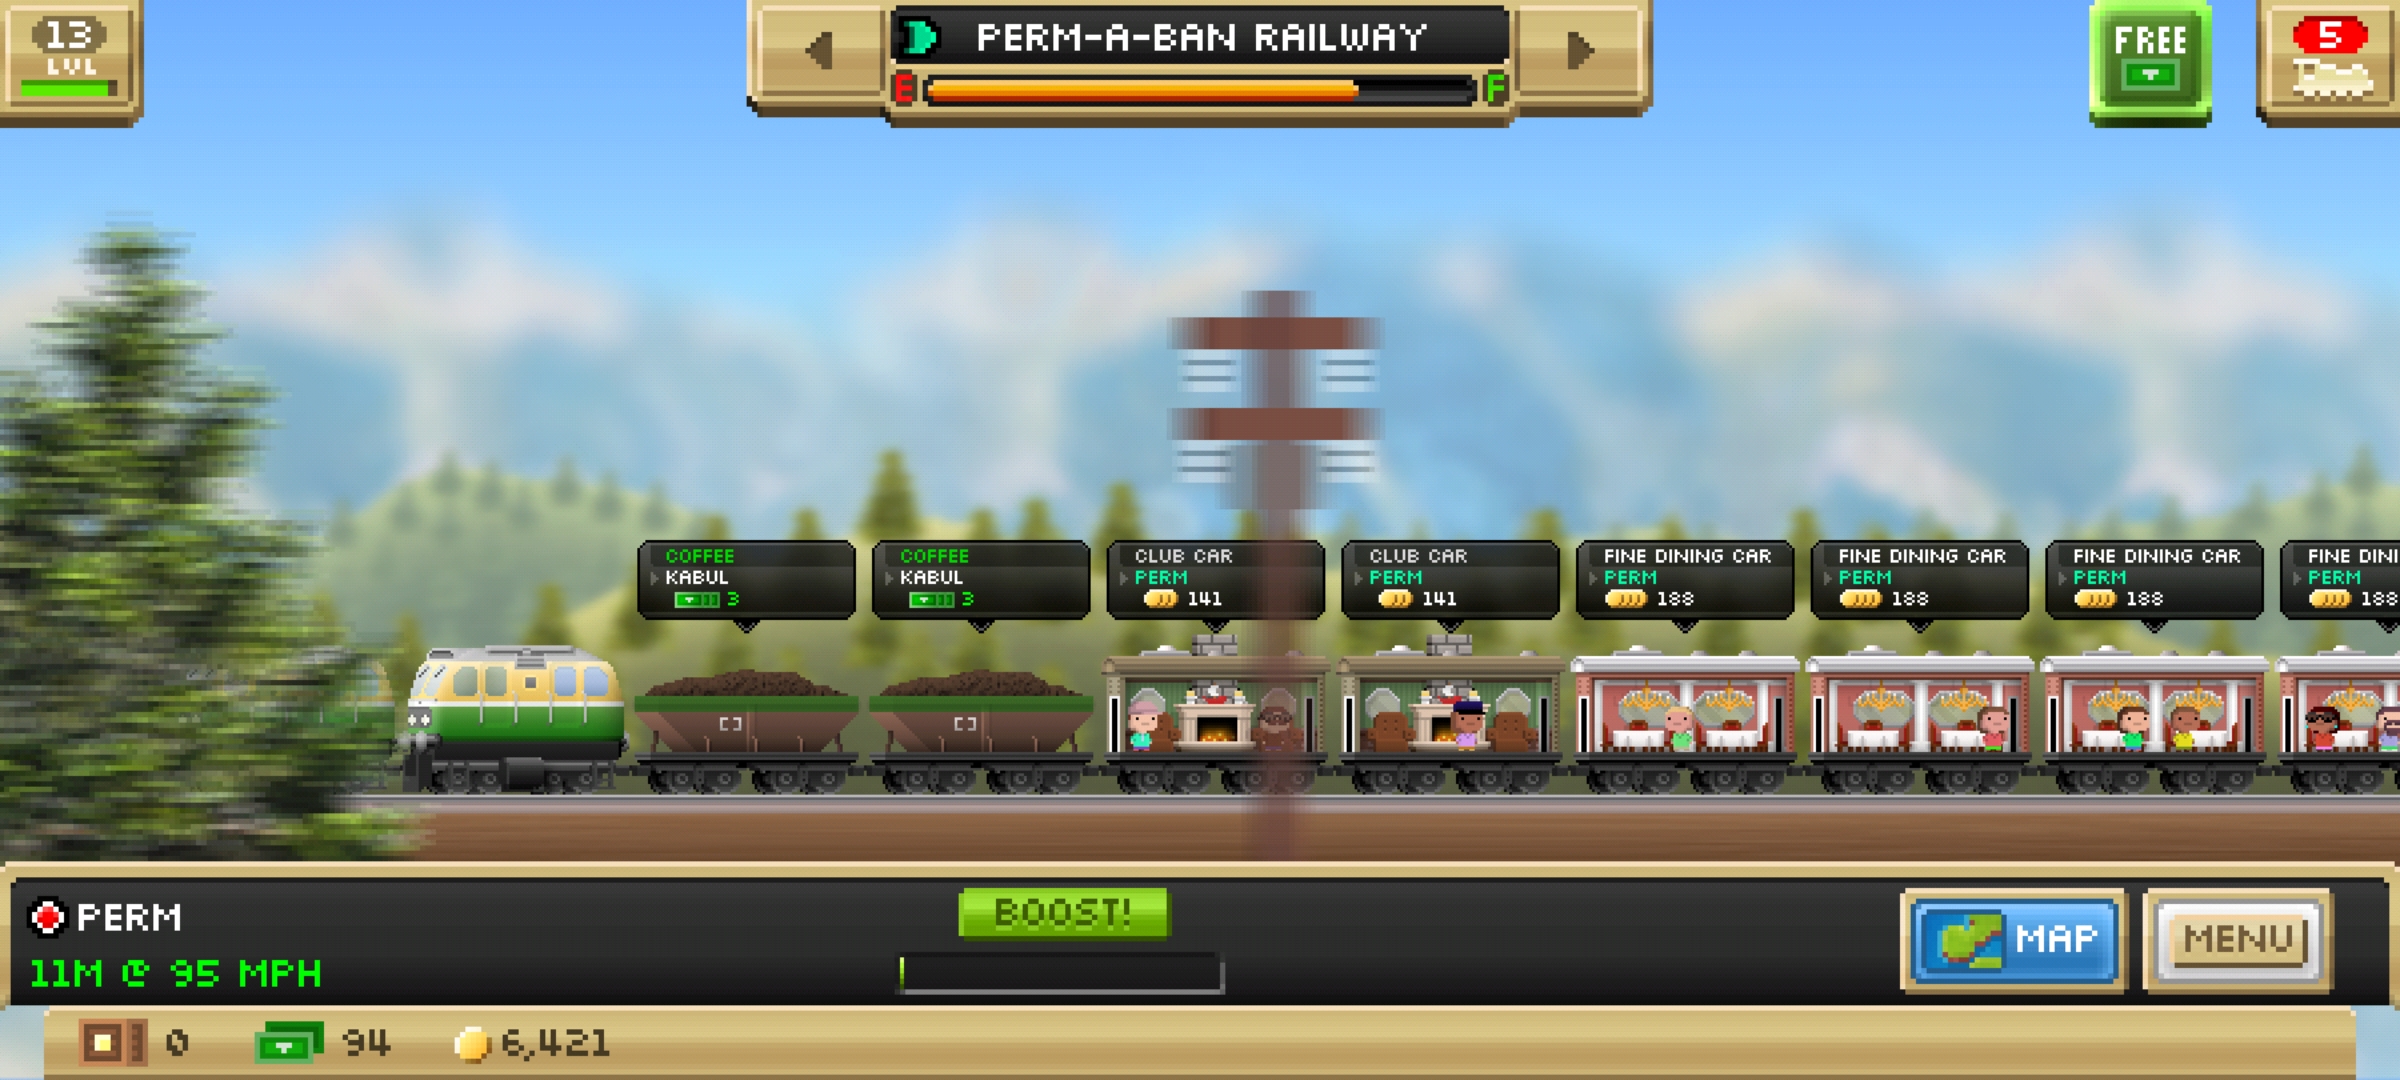 13
LVL
PERM-A-BAN RAILWAY
E F
FREE
5
COFFEE
KABUL
3
COFFEE
KABUL
3
CLUB CAR
PERM
141
CLUB CAR
PERM
141
FINE DINING CAR
PERM
188
FINE DINING CAR
PERM
188
FINE DINING CAR
PERM
188
FINE DINI
PERM
188
PERM
11M @ 95 MPH
BOOST!
MAP
MENU
0
94
6,421